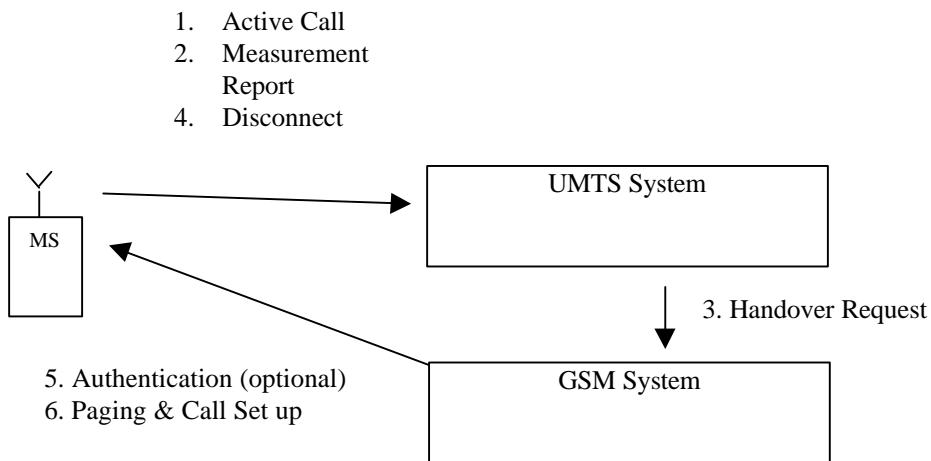 1. Active Call
2. Measurement
Report
4. Disconnect
UMTS System
MS
3. Handover Request
GSM System
5. Authentication (optional)
6. Paging & Call Set up